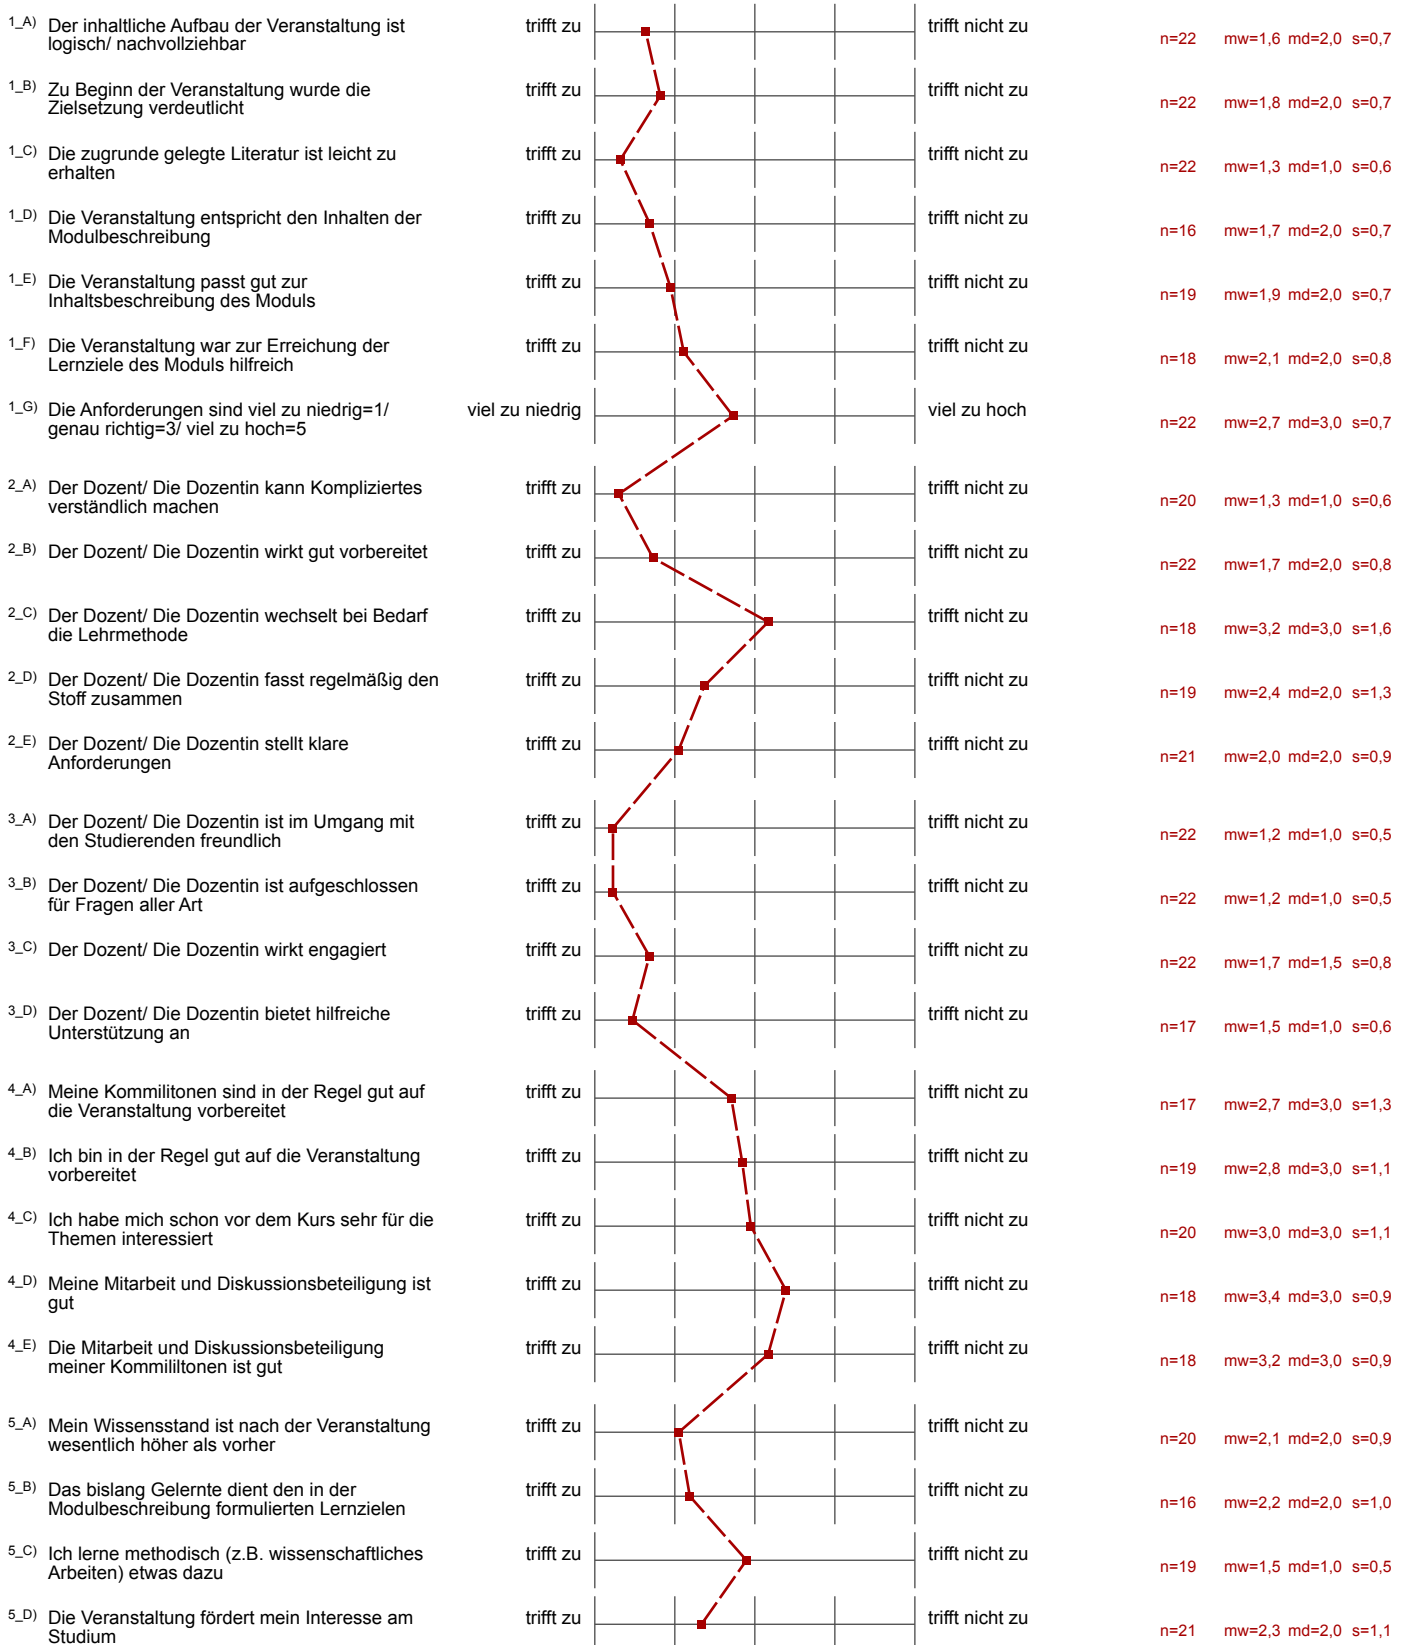 1_A) Der inhaltliche Aufbau der Veranstaltung ist trifft zu trifft nicht zu
logisch/ nachvollziehbar n=22 mw=1,6 md=2,0 s=0,7
1_B) Zu Beginn der Veranstaltung wurde die trifft zu trifft nicht zu
Zielsetzung verdeutlicht n=22 mw=1,8 md=2,0 s=0,7
1_C) Die zugrunde gelegte Literatur ist leicht zu trifft zu trifft nicht zu
erhalten n=22 mw=1,3 md=1,0 s=0,6
1_D) Die Veranstaltung entspricht den Inhalten der trifft zu trifft nicht zu
Modulbeschreibung n=16 mw=1,7 md=2,0 s=0,7
1_E) Die Veranstaltung passt gut zur trifft zu trifft nicht zu
Inhaltsbeschreibung des Moduls n=19 mw=1,9 md=2,0 s=0,7
1_F) Die Veranstaltung war zur Erreichung der trifft zu trifft nicht zu
Lernziele des Moduls hilfreich n=18 mw=2,1 md=2,0 s=0,8
1_G) Die Anforderungen sind viel zu niedrig=1/ viel zu niedrig viel zu hoch
genau richtig=3/ viel zu hoch=5 n=22 mw=2,7 md=3,0 s=0,7
2_A) Der Dozent/ Die Dozentin kann Kompliziertes trifft zu trifft nicht zu
verständlich machen n=20 mw=1,3 md=1,0 s=0,6
2_B) Der Dozent/ Die Dozentin wirkt gut vorbereitet trifft zu trifft nicht zu
n=22 mw=1,7 md=2,0 s=0,8
2_C) Der Dozent/ Die Dozentin wechselt bei Bedarf trifft zu trifft nicht zu
die Lehrmethode n=18 mw=3,2 md=3,0 s=1,6
2_D) Der Dozent/ Die Dozentin fasst regelmäßig den trifft zu trifft nicht zu
Stoff zusammen n=19 mw=2,4 md=2,0 s=1,3
2_E) Der Dozent/ Die Dozentin stellt klare trifft zu trifft nicht zu
Anforderungen n=21 mw=2,0 md=2,0 s=0,9
3_A) Der Dozent/ Die Dozentin ist im Umgang mit trifft zu trifft nicht zu
den Studierenden freundlich n=22 mw=1,2 md=1,0 s=0,5
3_B) Der Dozent/ Die Dozentin ist aufgeschlossen trifft zu trifft nicht zu
für Fragen aller Art n=22 mw=1,2 md=1,0 s=0,5
3_C) Der Dozent/ Die Dozentin wirkt engagiert trifft zu trifft nicht zu
n=22 mw=1,7 md=1,5 s=0,8
3_D) Der Dozent/ Die Dozentin bietet hilfreiche trifft zu trifft nicht zu
Unterstützung an n=17 mw=1,5 md=1,0 s=0,6
4_A) Meine Kommilitonen sind in der Regel gut auf trifft zu trifft nicht zu
die Veranstaltung vorbereitet n=17 mw=2,7 md=3,0 s=1,3
4_B) Ich bin in der Regel gut auf die Veranstaltung trifft zu trifft nicht zu
vorbereitet n=19 mw=2,8 md=3,0 s=1,1
4_C) Ich habe mich schon vor dem Kurs sehr für die trifft zu trifft nicht zu
Themen interessiert n=20 mw=3,0 md=3,0 s=1,1
4_D) Meine Mitarbeit und Diskussionsbeteiligung ist trifft zu trifft nicht zu
gut n=18 mw=3,4 md=3,0 s=0,9
4_E) Die Mitarbeit und Diskussionsbeteiligung trifft zu trifft nicht zu
meiner Kommililtonen ist gut n=18 mw=3,2 md=3,0 s=0,9
5_A) Mein Wissensstand ist nach der Veranstaltung trifft zu trifft nicht zu
wesentlich höher als vorher n=20 mw=2,1 md=2,0 s=0,9
5_B) Das bislang Gelernte dient den in der trifft zu trifft nicht zu
Modulbeschreibung formulierten Lernzielen n=16 mw=2,2 md=2,0 s=1,0
5_C) Ich lerne methodisch (z.B. wissenschaftliches trifft zu trifft nicht zu
Arbeiten) etwas dazu n=19 mw=1,5 md=1,0 s=0,5
5_D) Die Veranstaltung fördert mein Interesse am trifft zu trifft nicht zu
Studium n=21 mw=2,3 md=2,0 s=1,1